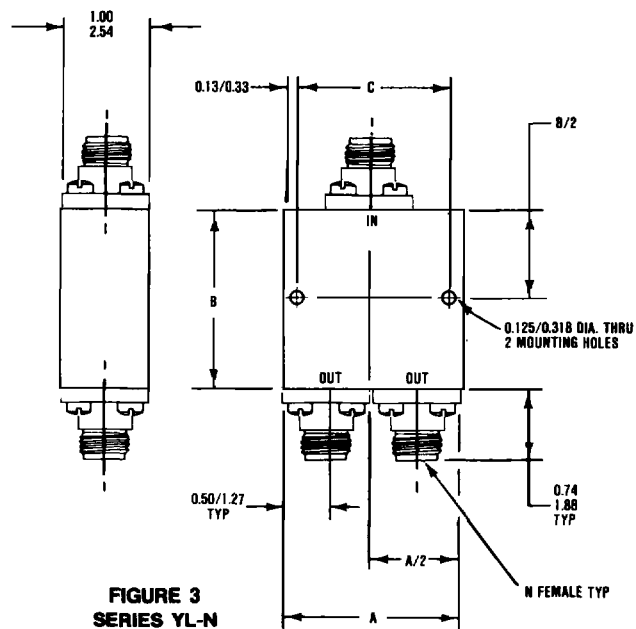 1.00
2.54
0.13/0.33
C
B/2
IN
B
0.125/0.318 DIA. THRU
2 MOUNTING HOLES
OUT OUT
0.50/1.27
TYP
0.74
1.88
TYP
A/2
N FEMALE TYP
A
FIGURE 3
SERIES YL-N